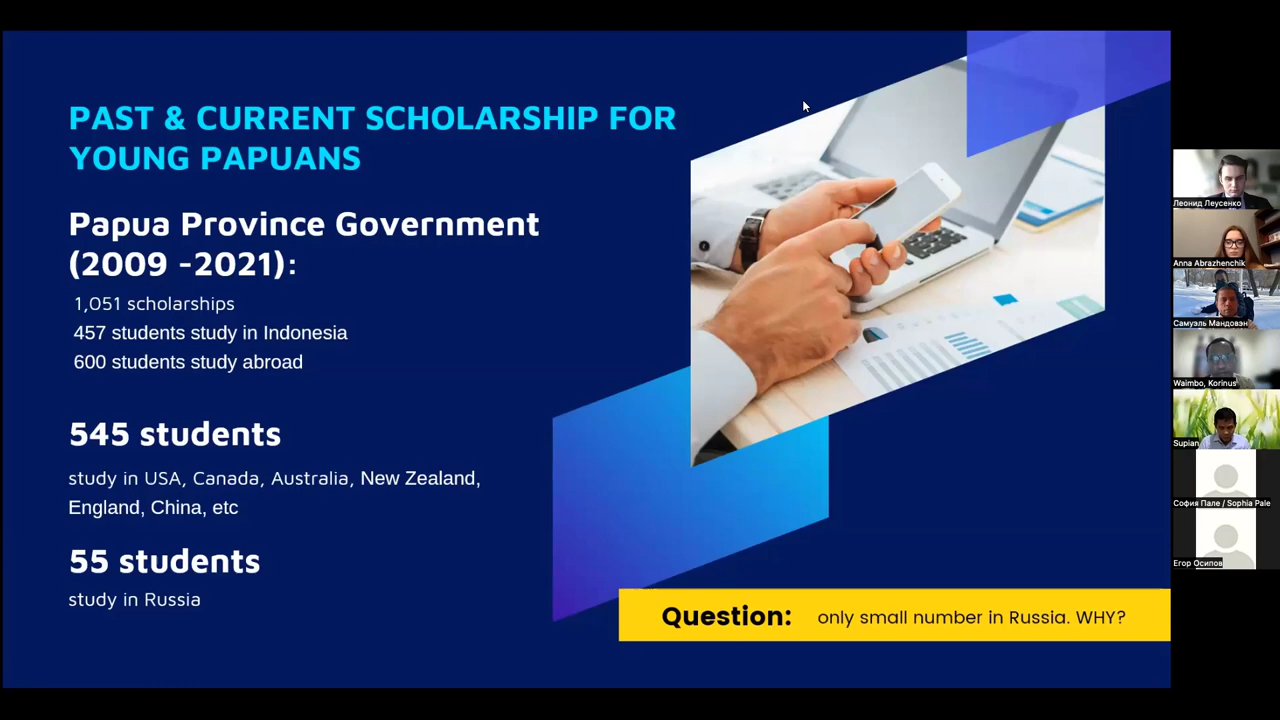 PAST & CURRENT SCHOLARSHIP FOR
YOUNG PAPUANS
Papua Province Government
(2009 -2021):
1,051 scholarships
457 students study in Indonesia
600 students study abroad
545 students
study in USA, Canada, Australia, New Zealand,
England, China, etc
55 students
study in Russia
Question: only small number in Russia. WHY?
Леонид Леусенко
Anna Abrazhenchik
Самуэль Мандовэн
Waimbo, Korinus
Supian
София Пале / Sophia Pale
Егор Осипов